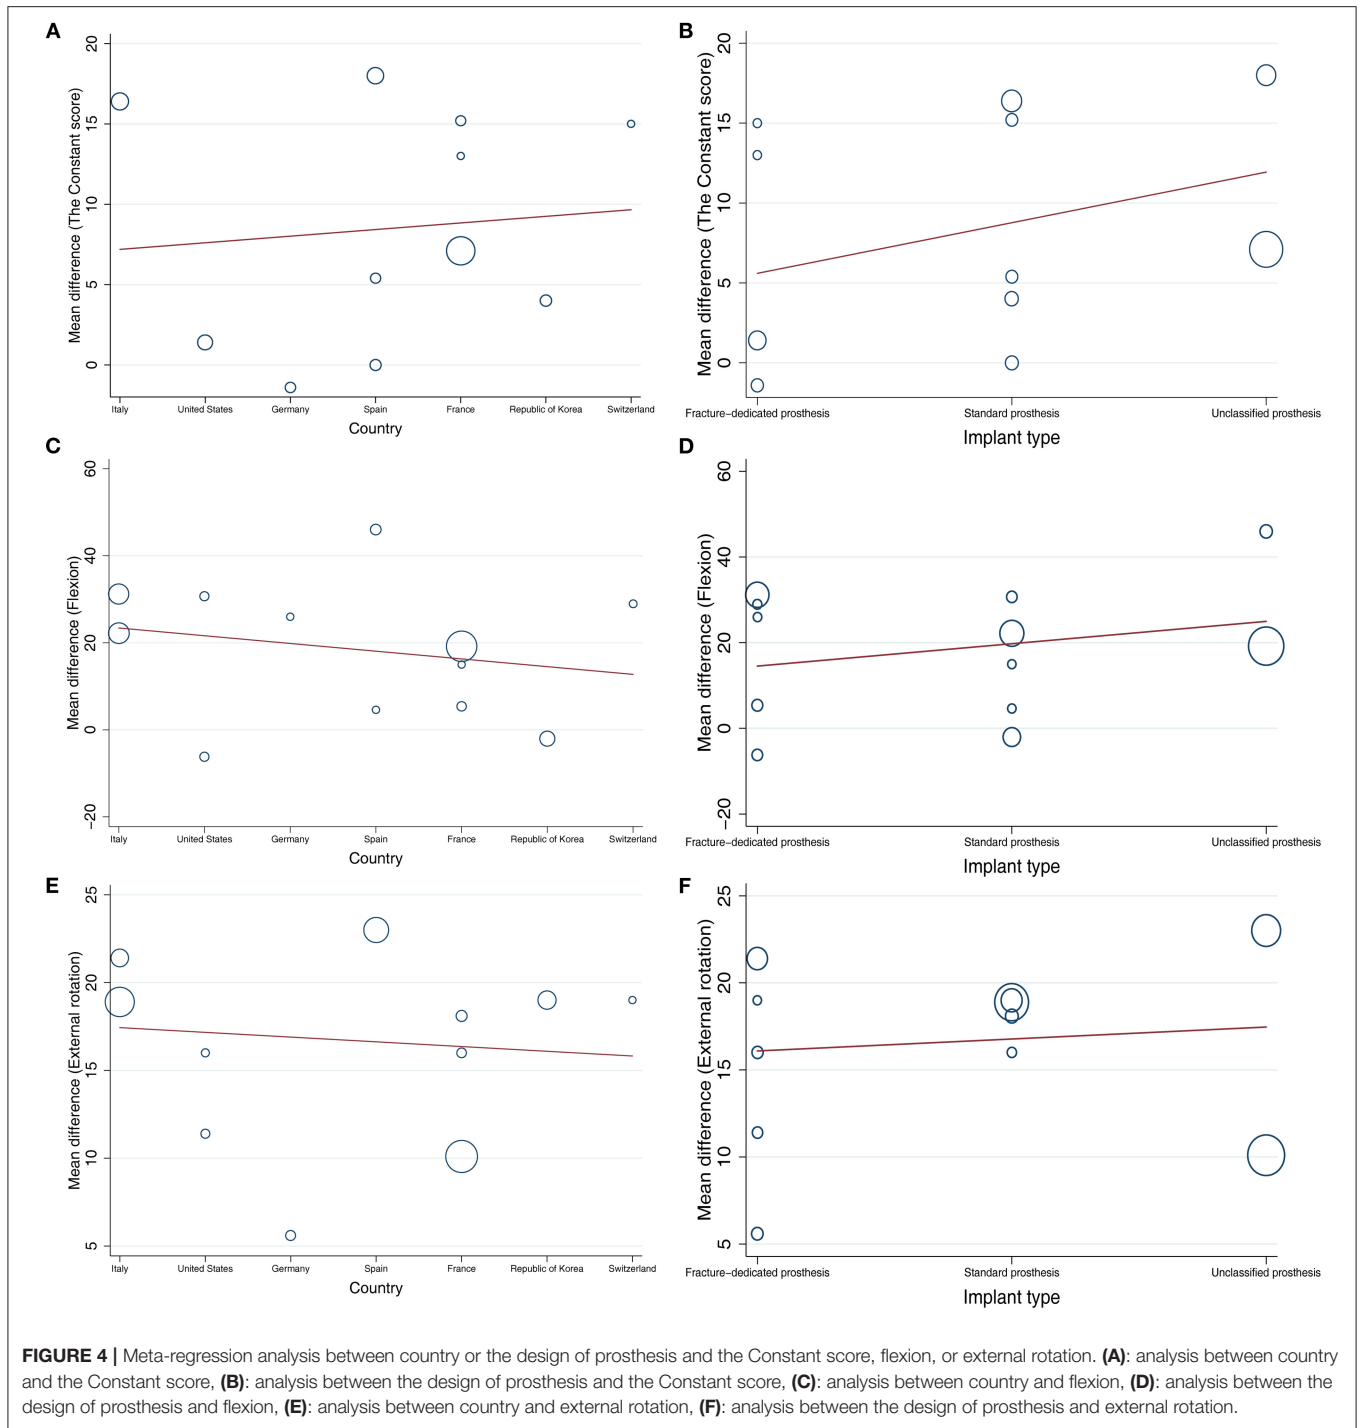 A
20
15
10
5
0
Mean difference (The Constant score)
Italy United States Germany Spain France Republic of Korea Switzerland
Country
B
20
15
10
5
0
Mean difference (The Constant score)
Fracture−dedicated prosthesis Standard prosthesis Unclassified prosthesis
Implant type
C
60
40
20
0
−20
Mean difference (Flexion)
Italy United States Germany Spain France Republic of Korea Switzerland
Country
D
60
40
20
0
−20
Mean difference (Flexion)
Fracture−dedicated prosthesis Standard prosthesis Unclassified prosthesis
Implant type
E
25
20
15
10
5
Mean difference (External rotation)
Italy United States Germany Spain France Republic of Korea Switzerland
Country
F
25
20
15
10
5
Mean difference (External rotation)
Fracture−dedicated prosthesis Standard prosthesis Unclassified prosthesis
Implant type
FIGURE 4 | Meta-regression analysis between country or the design of prosthesis and the Constant score, flexion, or external rotation. (A): analysis between country
and the Constant score, (B): analysis between the design of prosthesis and the Constant score, (C): analysis between country and flexion, (D): analysis between the
design of prosthesis and flexion, (E): analysis between country and external rotation, (F): analysis between the design of prosthesis and external rotation.